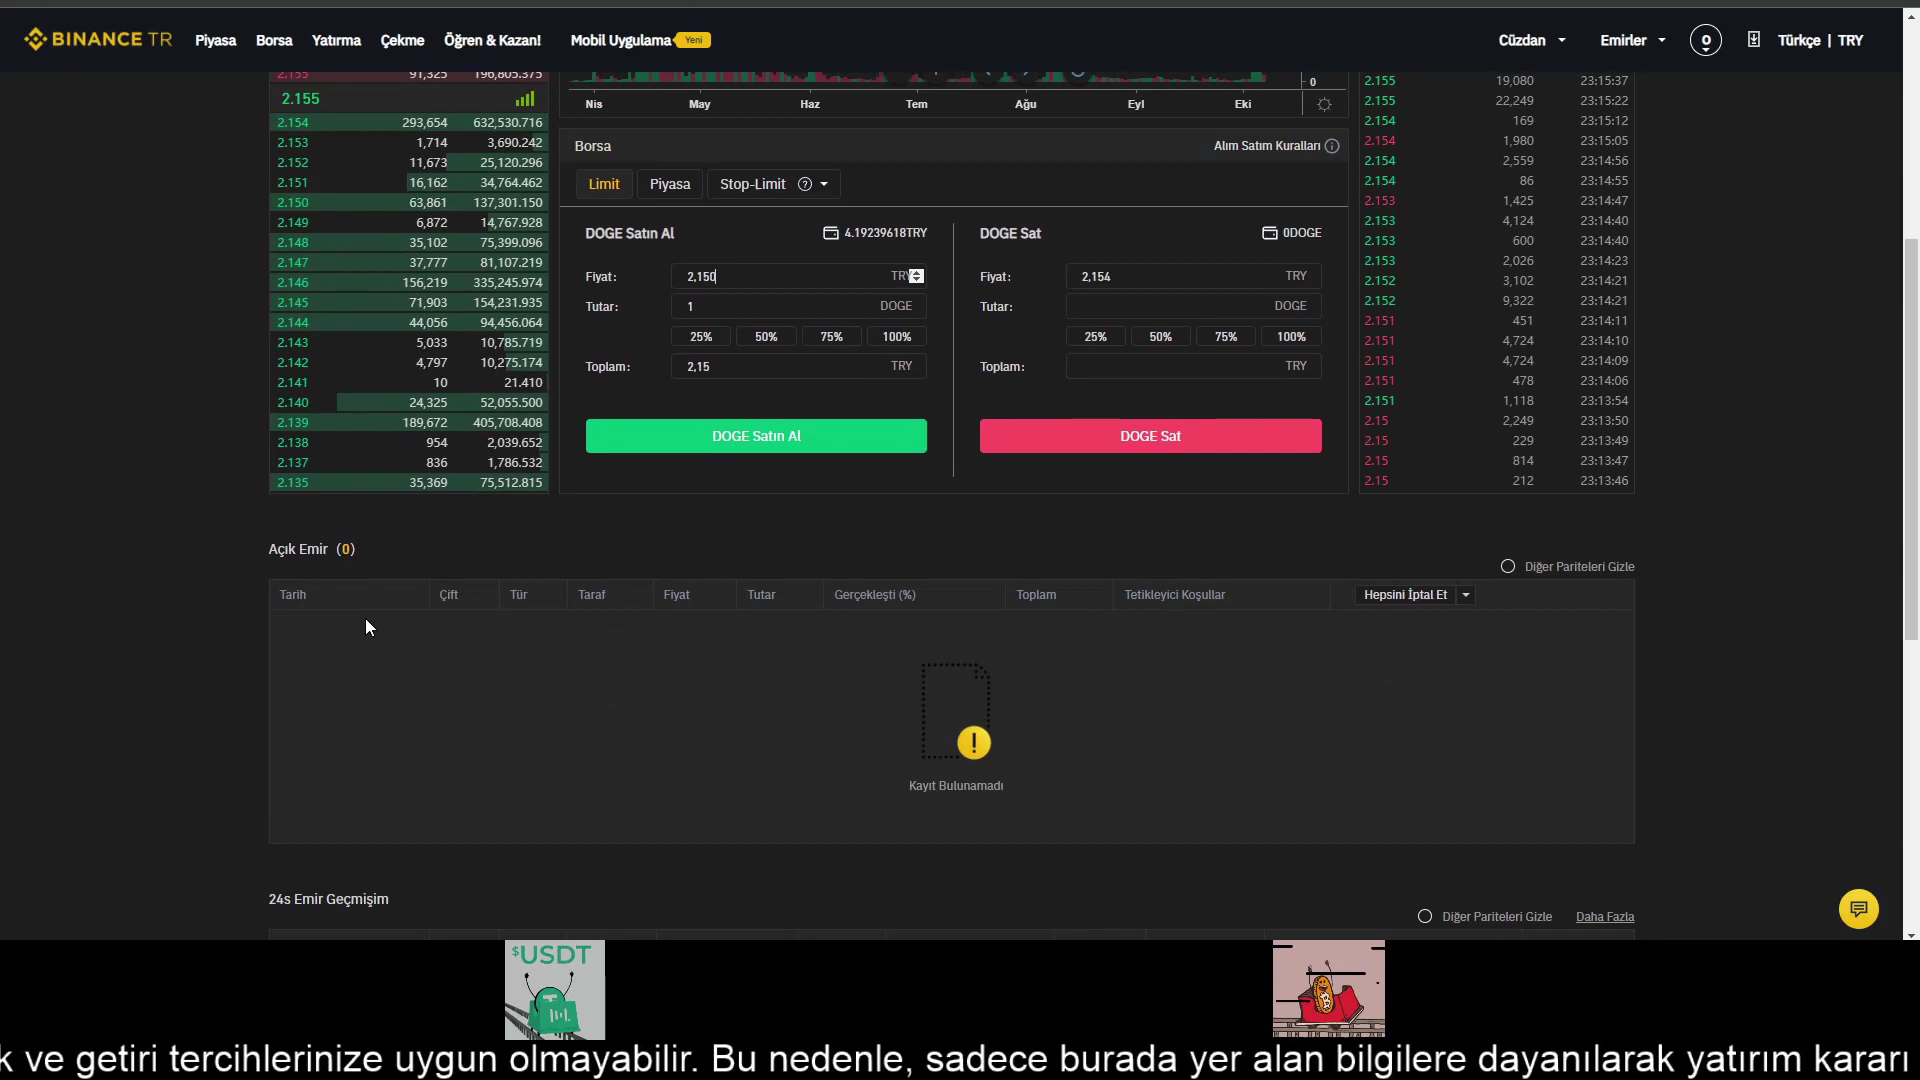 BINANCE TR Piyasa Borsa Yatırma Çekme Öğren & Kazan! Mobil Uygulama Yeni Cüzdan Emirler Türkçe | TRY
2.155 91,325 196,805.375
2.155
2.154 293,654 632,530.716
2.153 1,714 3,690.242
2.152 11,673 25,120.296
2.151 16,162 34,764.462
2.150 63,861 137,301.150
2.149 6,872 14,767.928
2.148 35,102 75,399.096
2.147 37,777 81,107.219
2.146 156,219 335,245.974
2.145 71,903 154,231.935
2.144 44,056 94,456.064
2.143 5,033 10,785.719
2.142 4,797 10,275.174
2.141 10 21.410
2.140 24,325 52,055.500
2.139 189,672 405,708.408
2.138 954 2,039.652
2.137 836 1,786.532
2.135 35,369 75,512.815
0
Nis May Haz Tem Ağu Eyl Eki
Borsa Alım Satım Kuralları
Limit Piyasa Stop-Limit
DOGE Satın Al 4.19239618TRY
Fiyat: 2,150 TRY
Tutar: 1 DOGE
25% 50% 75% 100%
Toplam: 2,15 TRY
DOGE Satın Al
DOGE Sat 0DOGE
Fiyat: 2,154 TRY
Tutar: DOGE
25% 50% 75% 100%
Toplam: TRY
DOGE Sat
2.155 19,080 23:15:37
2.155 22,249 23:15:22
2.154 169 23:15:12
2.154 1,980 23:15:05
2.154 2,559 23:14:56
2.154 86 23:14:55
2.153 1,425 23:14:47
2.153 4,124 23:14:40
2.153 600 23:14:40
2.153 2,026 23:14:23
2.152 3,102 23:14:21
2.152 9,322 23:14:21
2.151 451 23:14:11
2.151 4,724 23:14:10
2.151 4,724 23:14:09
2.151 478 23:14:06
2.151 1,118 23:13:54
2.15 2,249 23:13:50
2.15 229 23:13:49
2.15 814 23:13:47
2.15 212 23:13:46
Açık Emir (0)
Diğer Pariteleri Gizle
Tarih Çift Tür Taraf Fiyat Tutar Gerçekleşti (%) Toplam Tetikleyici Koşullar Hepsini İptal Et
Kayıt Bulunamadı
24s Emir Geçmişim
Diğer Pariteleri Gizle Daha Fazla
$USDT
k ve getiri tercihlerinize uygun olmayabilir. Bu nedenle, sadece burada yer alan bilgilere dayanılarak yatırım kararı